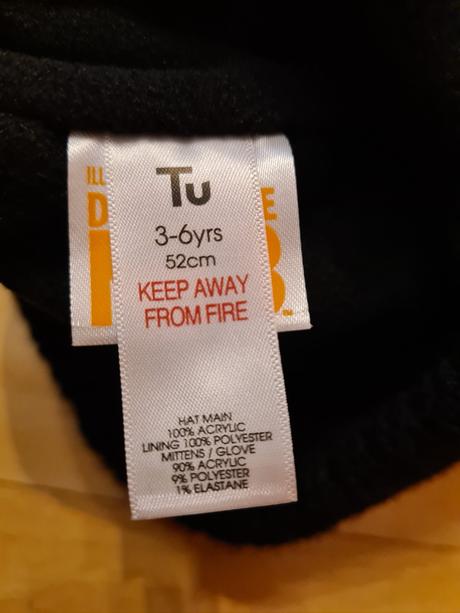 Tu
3-6yrs
52cm
KEEP AWAY
FROM FIRE
HAT MAIN
100% ACRYLIC
LINING 100% POLYESTER
MITTENS / GLOVE
90% ACRYLIC
9% POLYESTER
1% ELASTANE